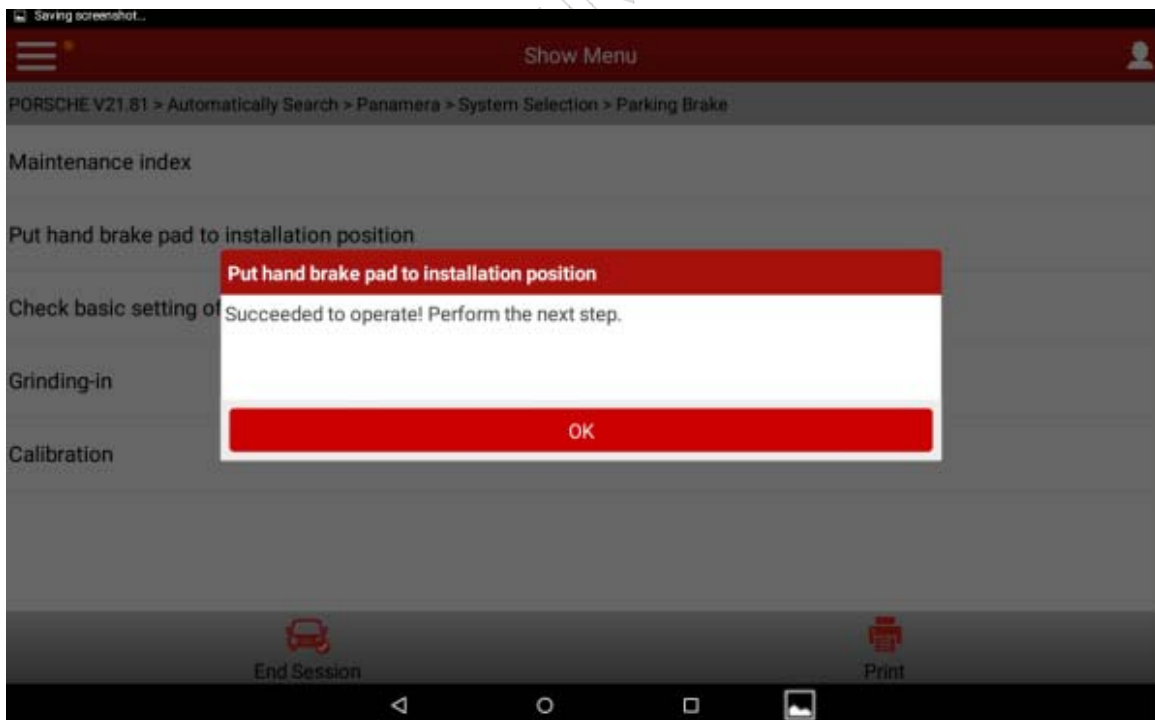 Saving screenshot...
Show Menu
PORSCHE V21.81 > Automatically Search > Panamera > System Selection > Parking Brake
Maintenance index
Put hand brake pad to installation position
Put hand brake pad to installation position
Check basic setting of
Succeeded to operate! Perform the next step.
Grinding-in
OK
Calibration
End Session
Print